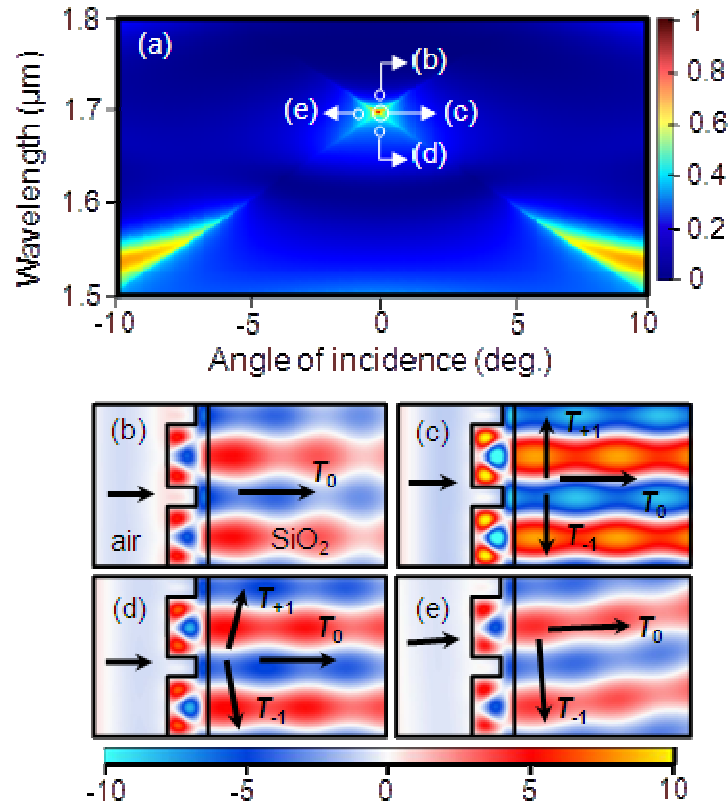 1.8
(a)
(b)
1
1.7
(e)
(c)
0.8
(d)
0.6
Wavelength (μm)
1.6
0.4
0.2
1.5
0
-10
-5
0
5
10
Angle of incidence (deg.)
(b)
T0
air
SiO2
(c)
T+1
T0
T-1
(d)
T+1
T0
T-1
(e)
T0
T-1
-10
-5
0
5
10